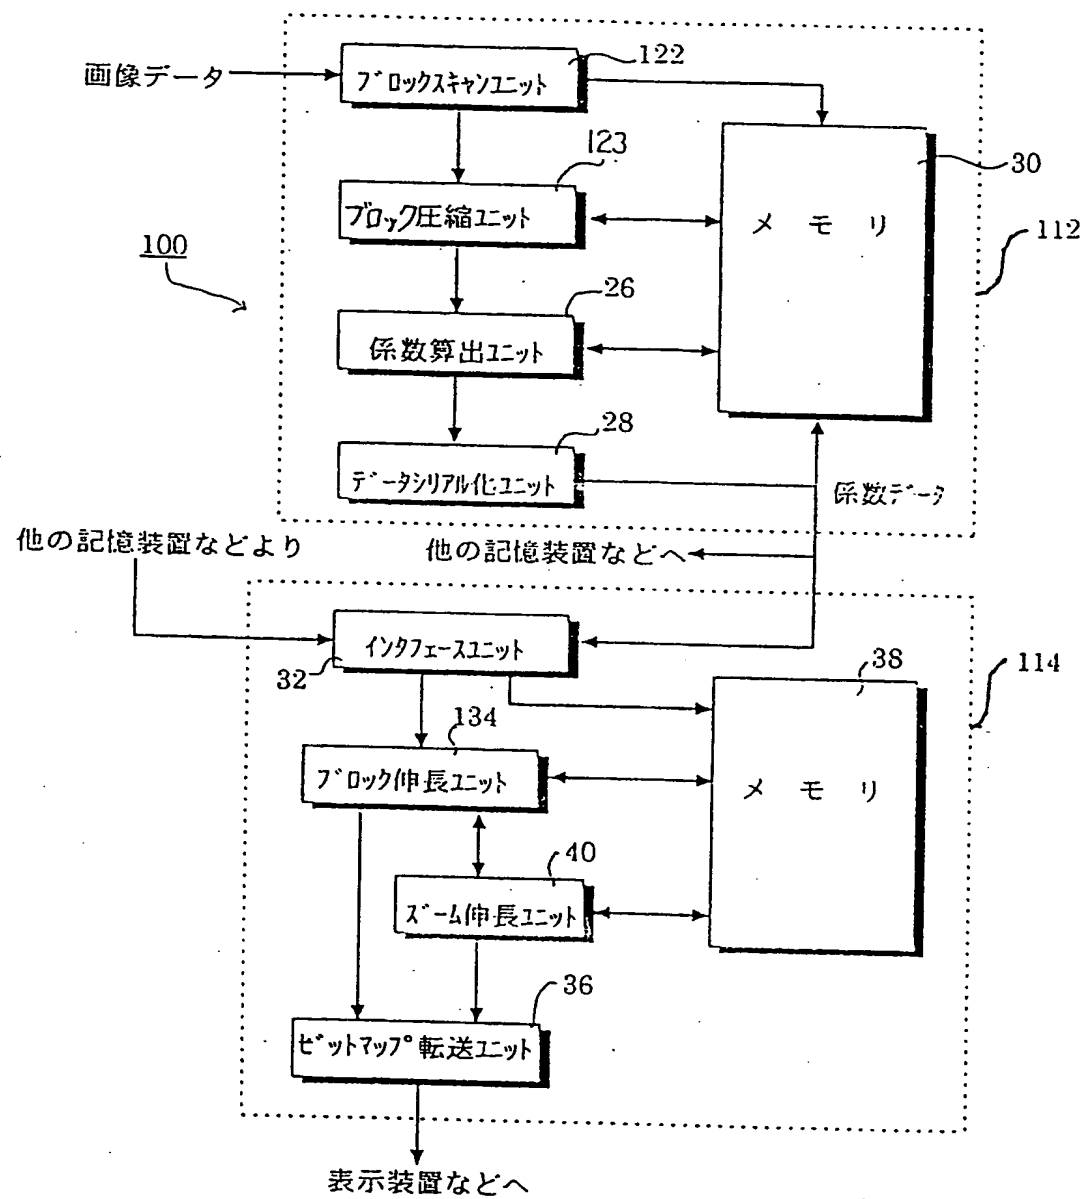 画像データ
ブロックスキャンユニット
122
123
ブロック圧縮ユニット
メ モ リ
30
112
100
26
係数算出ユニット
28
データシリアル化ユニット
係数データ
他の記憶装置などより
他の記憶装置などへ
インタフェースユニット
32
38
114
134
ブロック伸長ユニット
メ モ リ
40
ズーム伸長ユニット
36
ビットマップ転送ユニット
表示装置などへ